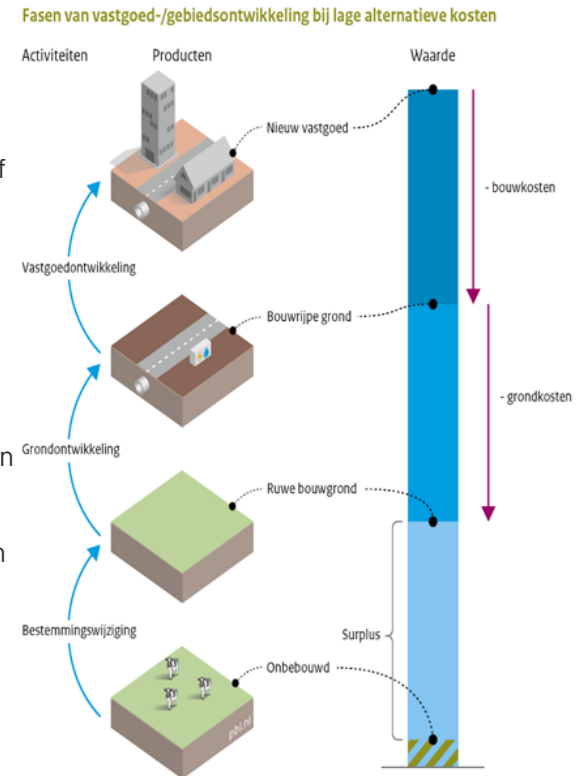 Fasen van vastgoed-/gebiedsontwikkeling bij lage alternatieve kosten
Activiteiten
Producten
Waarde
Nieuw vastgoed
- bouwkosten
f
Vastgoedontwikkeling
Bouwrijpe grond
- grondkosten
n
Grondontwikkeling
Ruwe bouwgrond
Bestemmingswijziging
Surplus
Onbebouwd
pbl.nl